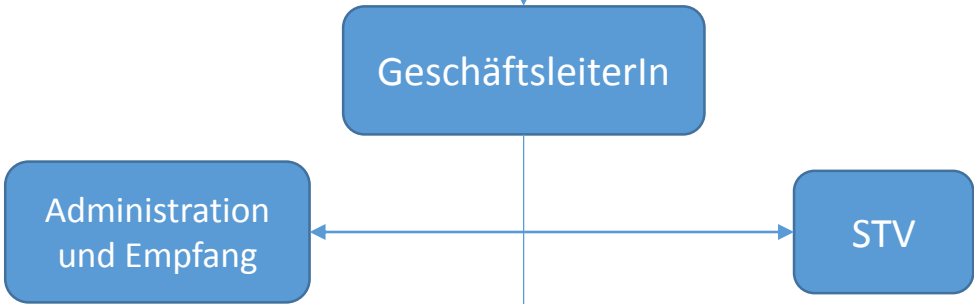 GeschäftsleiterIn
Administration
und Empfang
STV